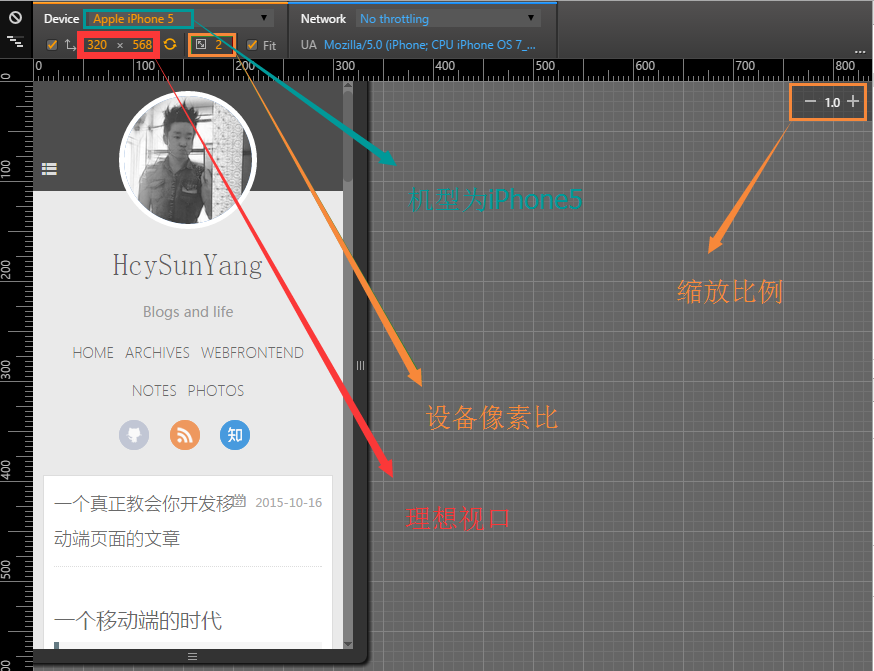 Device Apple iPhone 5 Network No throttling
320 × 568 2 Fit UA Mozilla/5.0 (iPhone; CPU iPhone OS 7_...
...
0 100 200 300 400 500 600 700 800
0
100
200
300
400
500
1.0
机型为iPhone5
缩放比例
设备像素比
理想视口
HcySunYang
Blogs and life
HOME ARCHIVES WEBFRONTEND
NOTES PHOTOS
知
一个真正教会你开发移 2015-10-16
动端页面的文章
一个移动端的时代